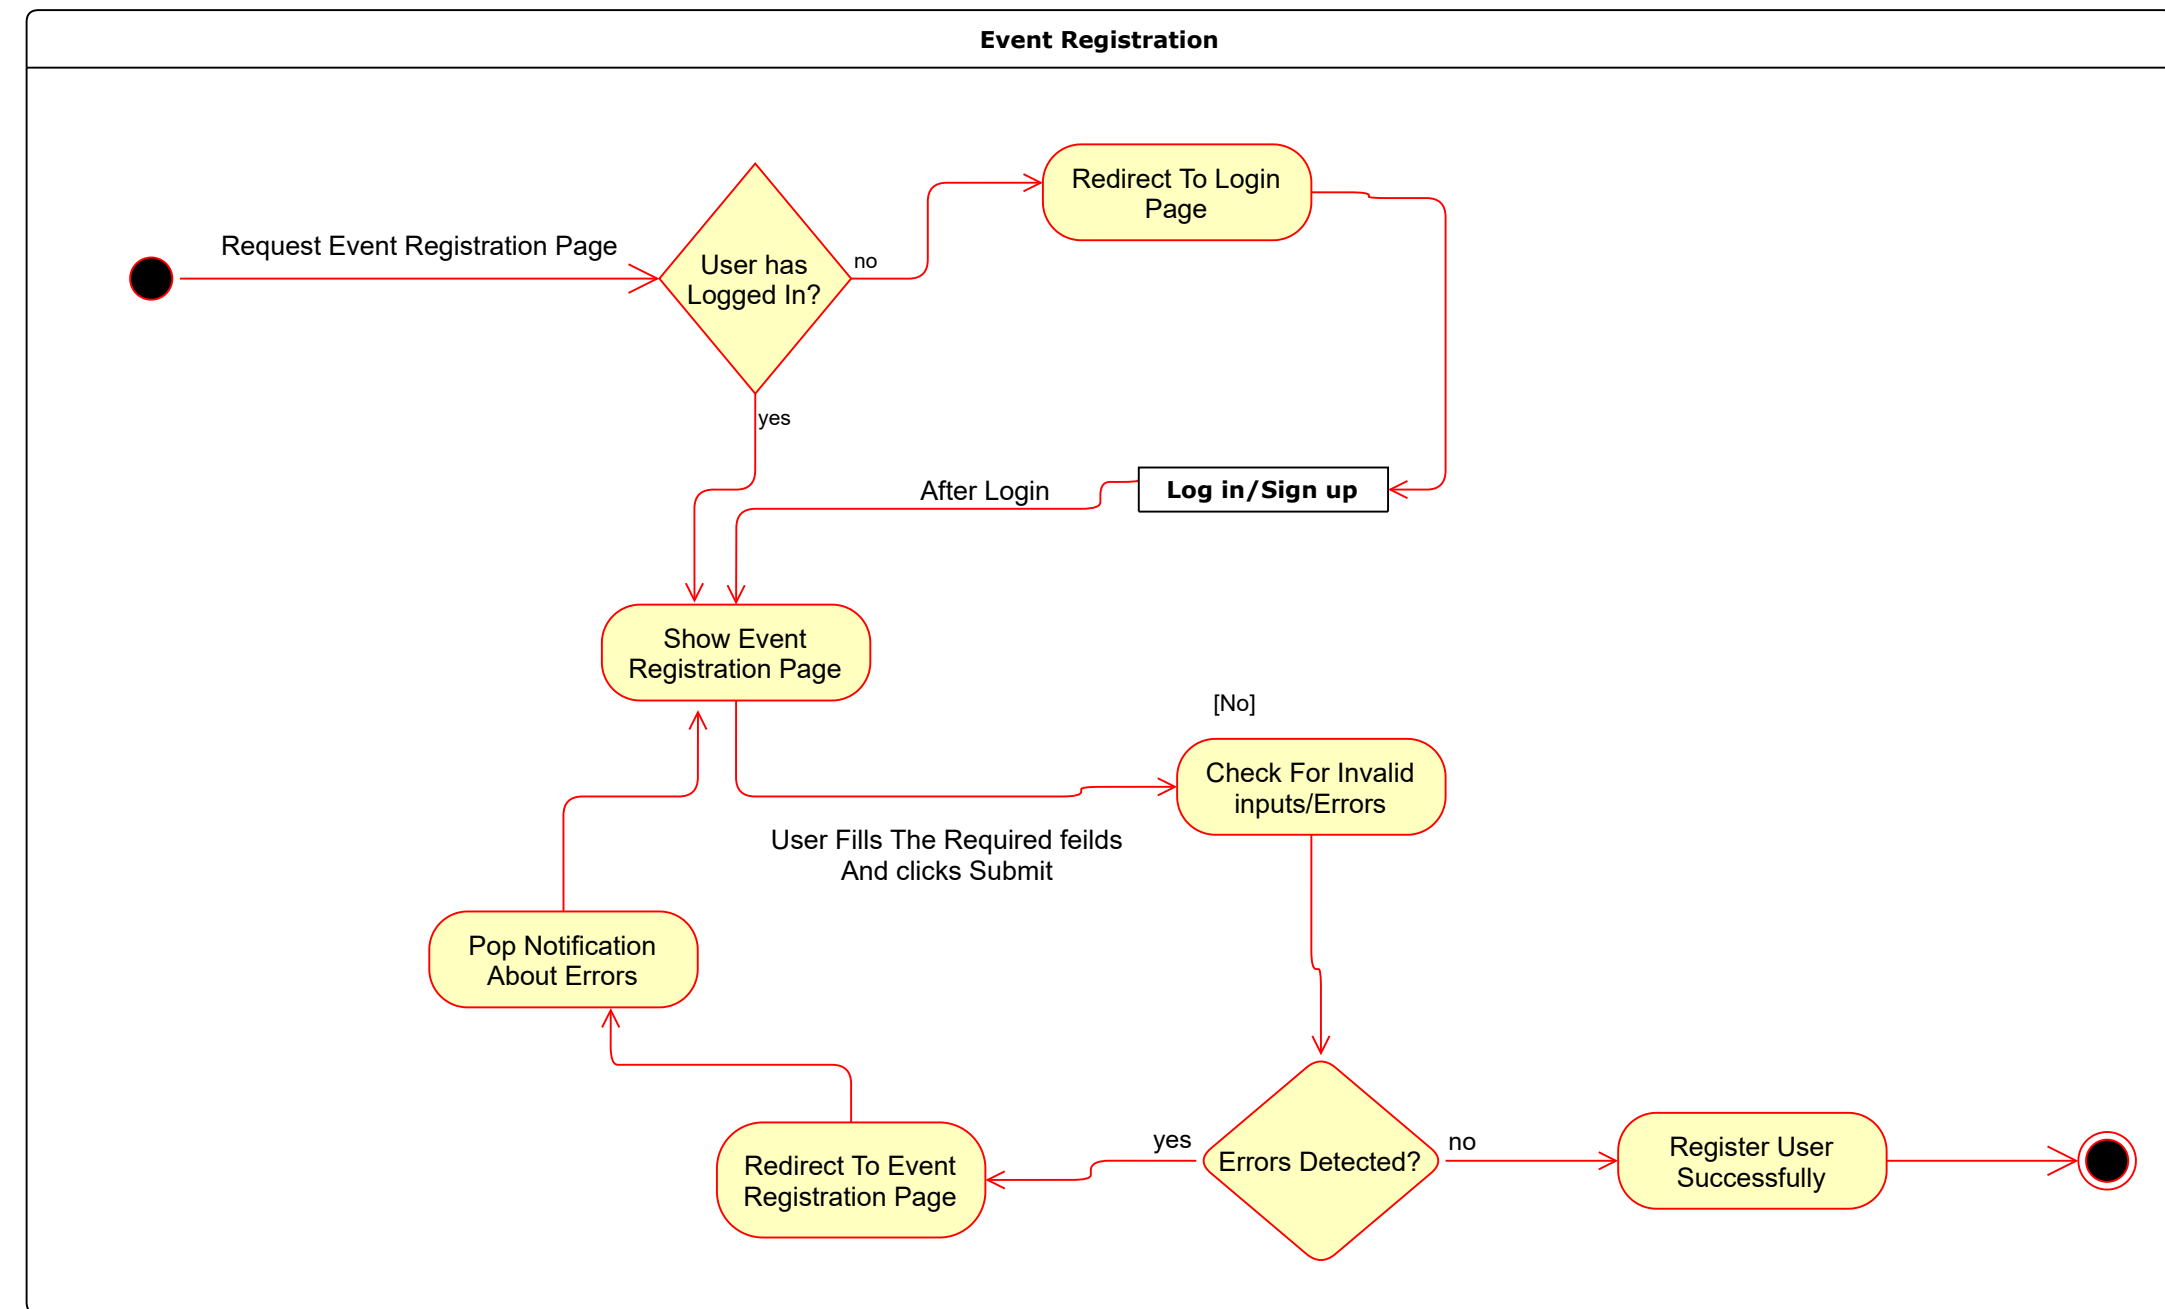 Event Registration
Redirect To Login
Page
Request Event Registration Page
User has
Logged In?
no
yes
After Login
Log in/Sign up
Show Event
Registration Page
[No]
Check For Invalid
inputs/Errors
User Fills The Required feilds
And clicks Submit
Pop Notification
About Errors
Redirect To Event
Registration Page
yes
Errors Detected?
no
Register User
Successfully